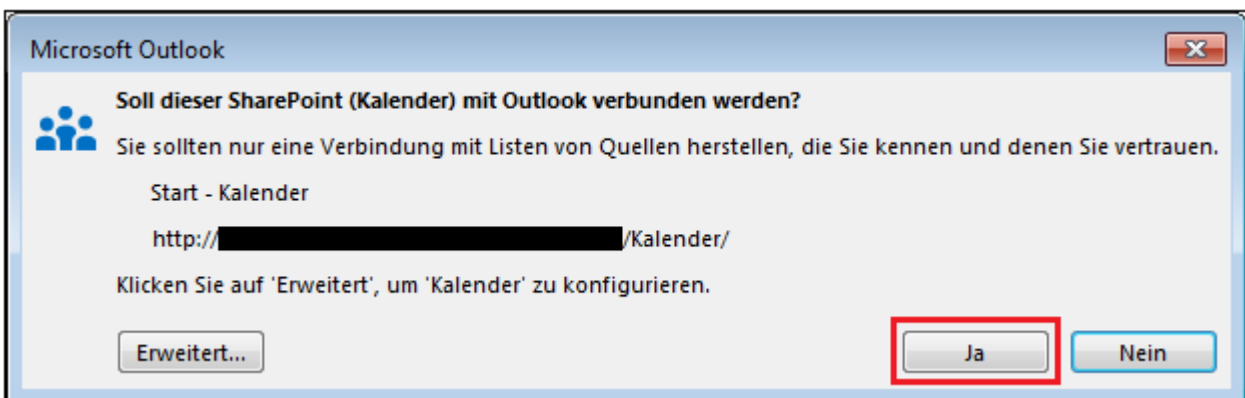 Microsoft Outlook
Soll dieser SharePoint (Kalender) mit Outlook verbunden werden?
Sie sollten nur eine Verbindung mit Listen von Quellen herstellen, die Sie kennen und denen Sie vertrauen.
Start - Kalender
http:// /Kalender/
Klicken Sie auf 'Erweitert', um 'Kalender' zu konfigurieren.
Erweitert... Ja Nein